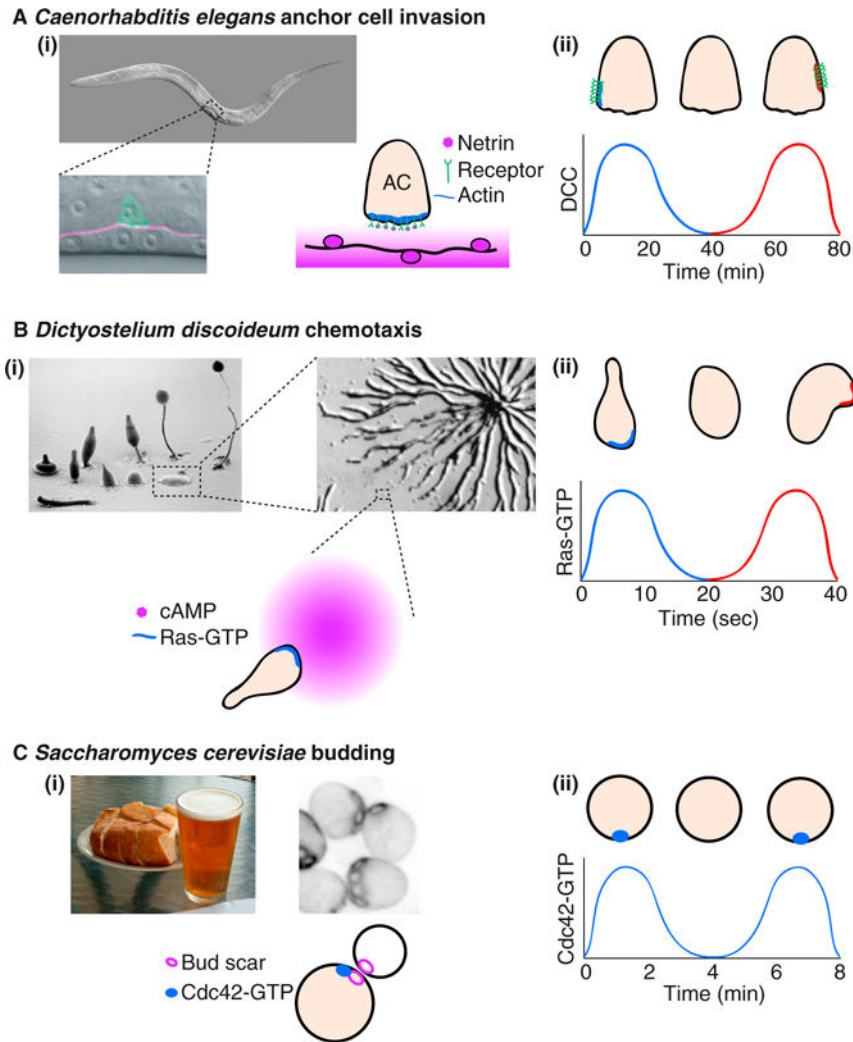 A Caenorhabditis elegans anchor cell invasion
(i)
(ii)
Netrin
Receptor
Actin
AC
DCC
0 20 40 60 80
Time (min)
B Dictyostelium discoideum chemotaxis
(i)
(ii)
cAMP
Ras-GTP
Ras-GTP
0 10 20 30 40
Time (sec)
C Saccharomyces cerevisiae budding
(i)
(ii)
Bud scar
Cdc42-GTP
Cdc42-GTP
0 2 4 6 8
Time (min)